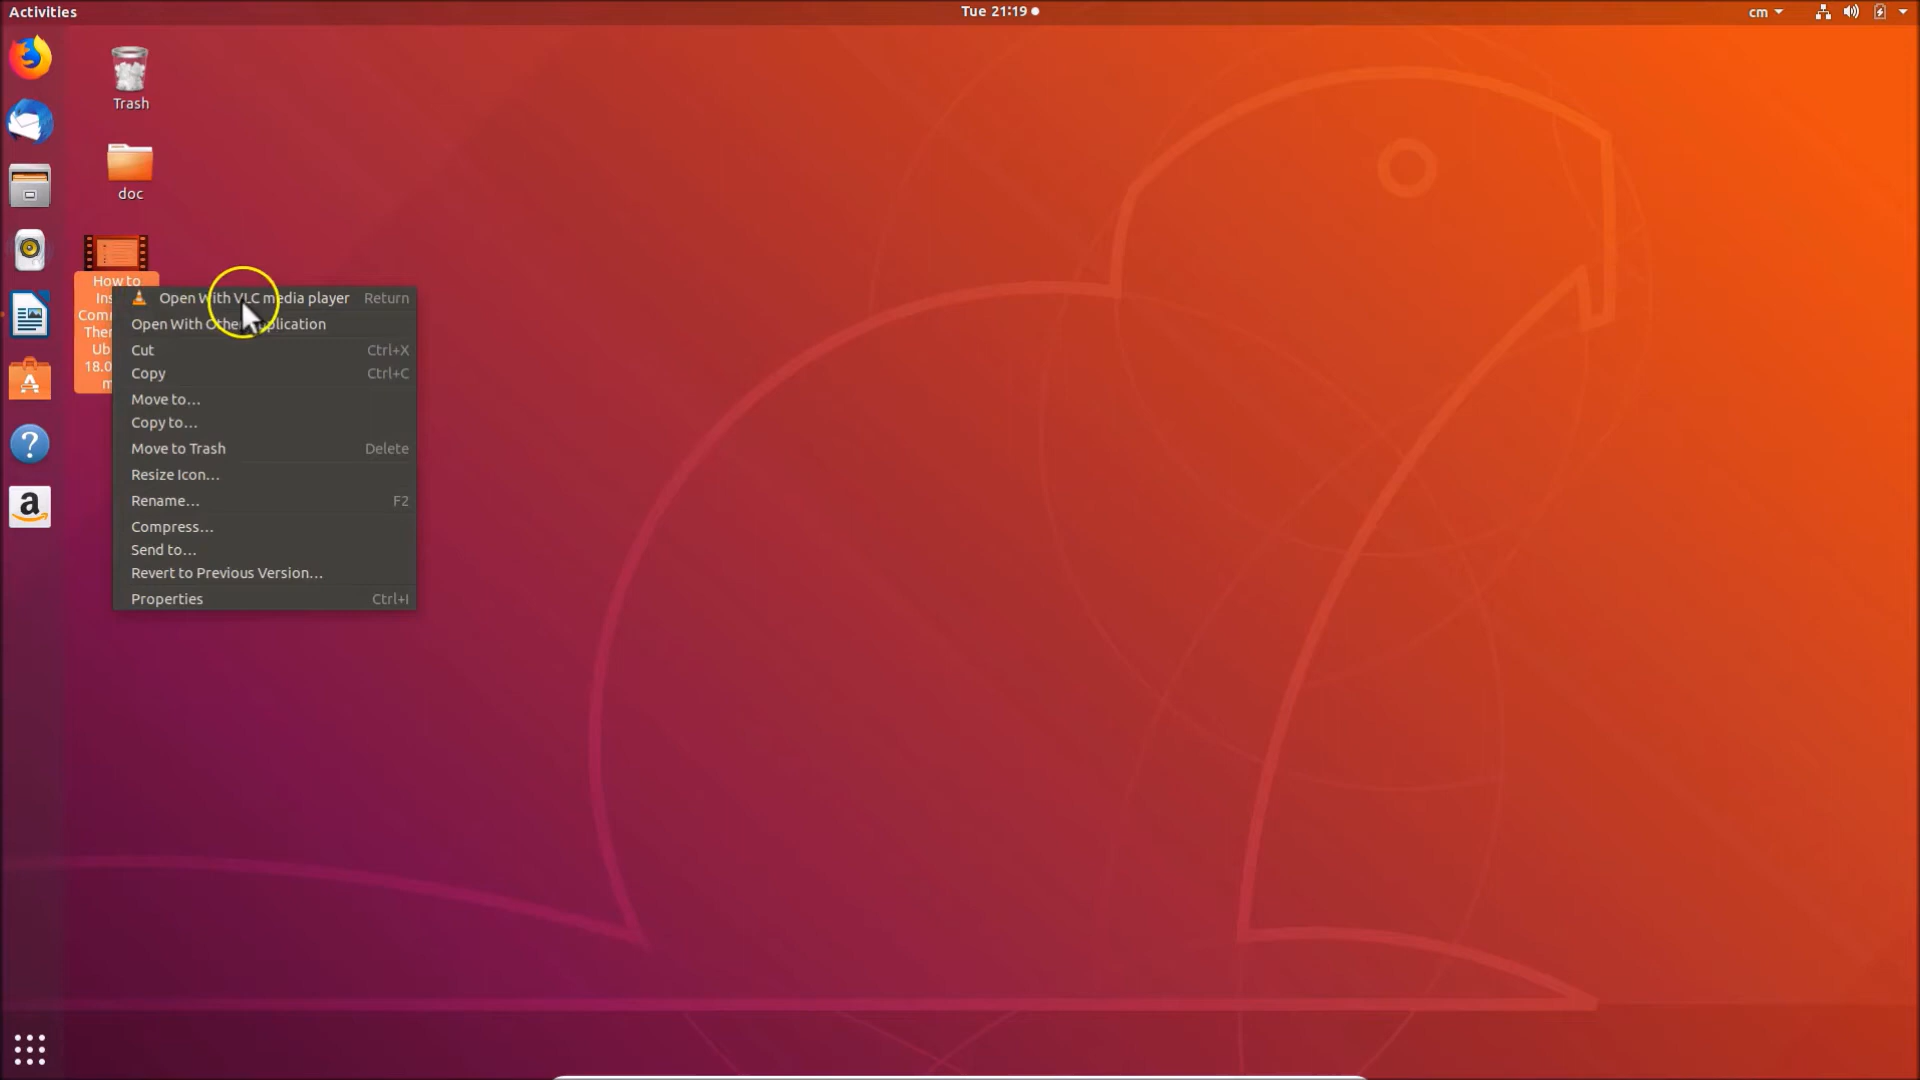 Activities
Tue 21:19
cm
Trash
doc
How to
Ins
Comm
Ther
Ub
18.0
m
Open With VLC media player Return
Open With Other Application
Cut Ctrl+X
Copy Ctrl+C
Move to...
Copy to...
Move to Trash Delete
Resize Icon...
Rename... F2
Compress...
Send to...
Revert to Previous Version...
Properties Ctrl+I